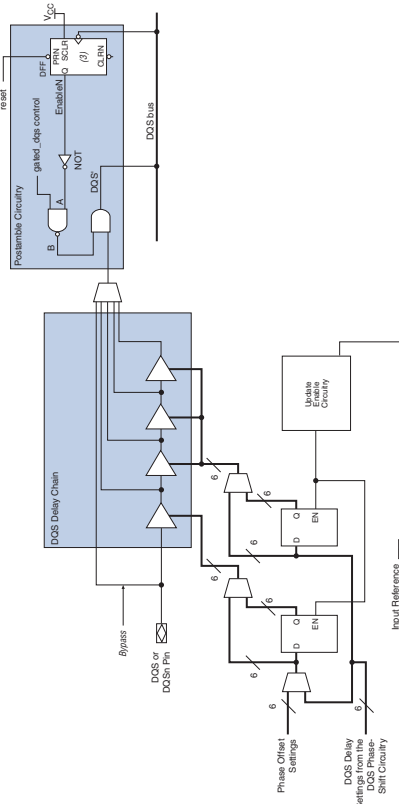 reset
VCC
DFF
PRN
SCLR
Q
(3)
CLRN
EnableN
gated_dqs control
NOT
A
B
DQS'
DQS bus
Postamble Circuitry
DQS Delay Chain
Bypass
DQS or
DQSn Pin
6
6
6
6
6
6
D
Q
EN
D
Q
EN
Update
Enable
Circuitry
Phase Offset
Settings
6
6
DQS Delay
Settings from the
DQS Phase-
Shift Circuitry
Input Reference